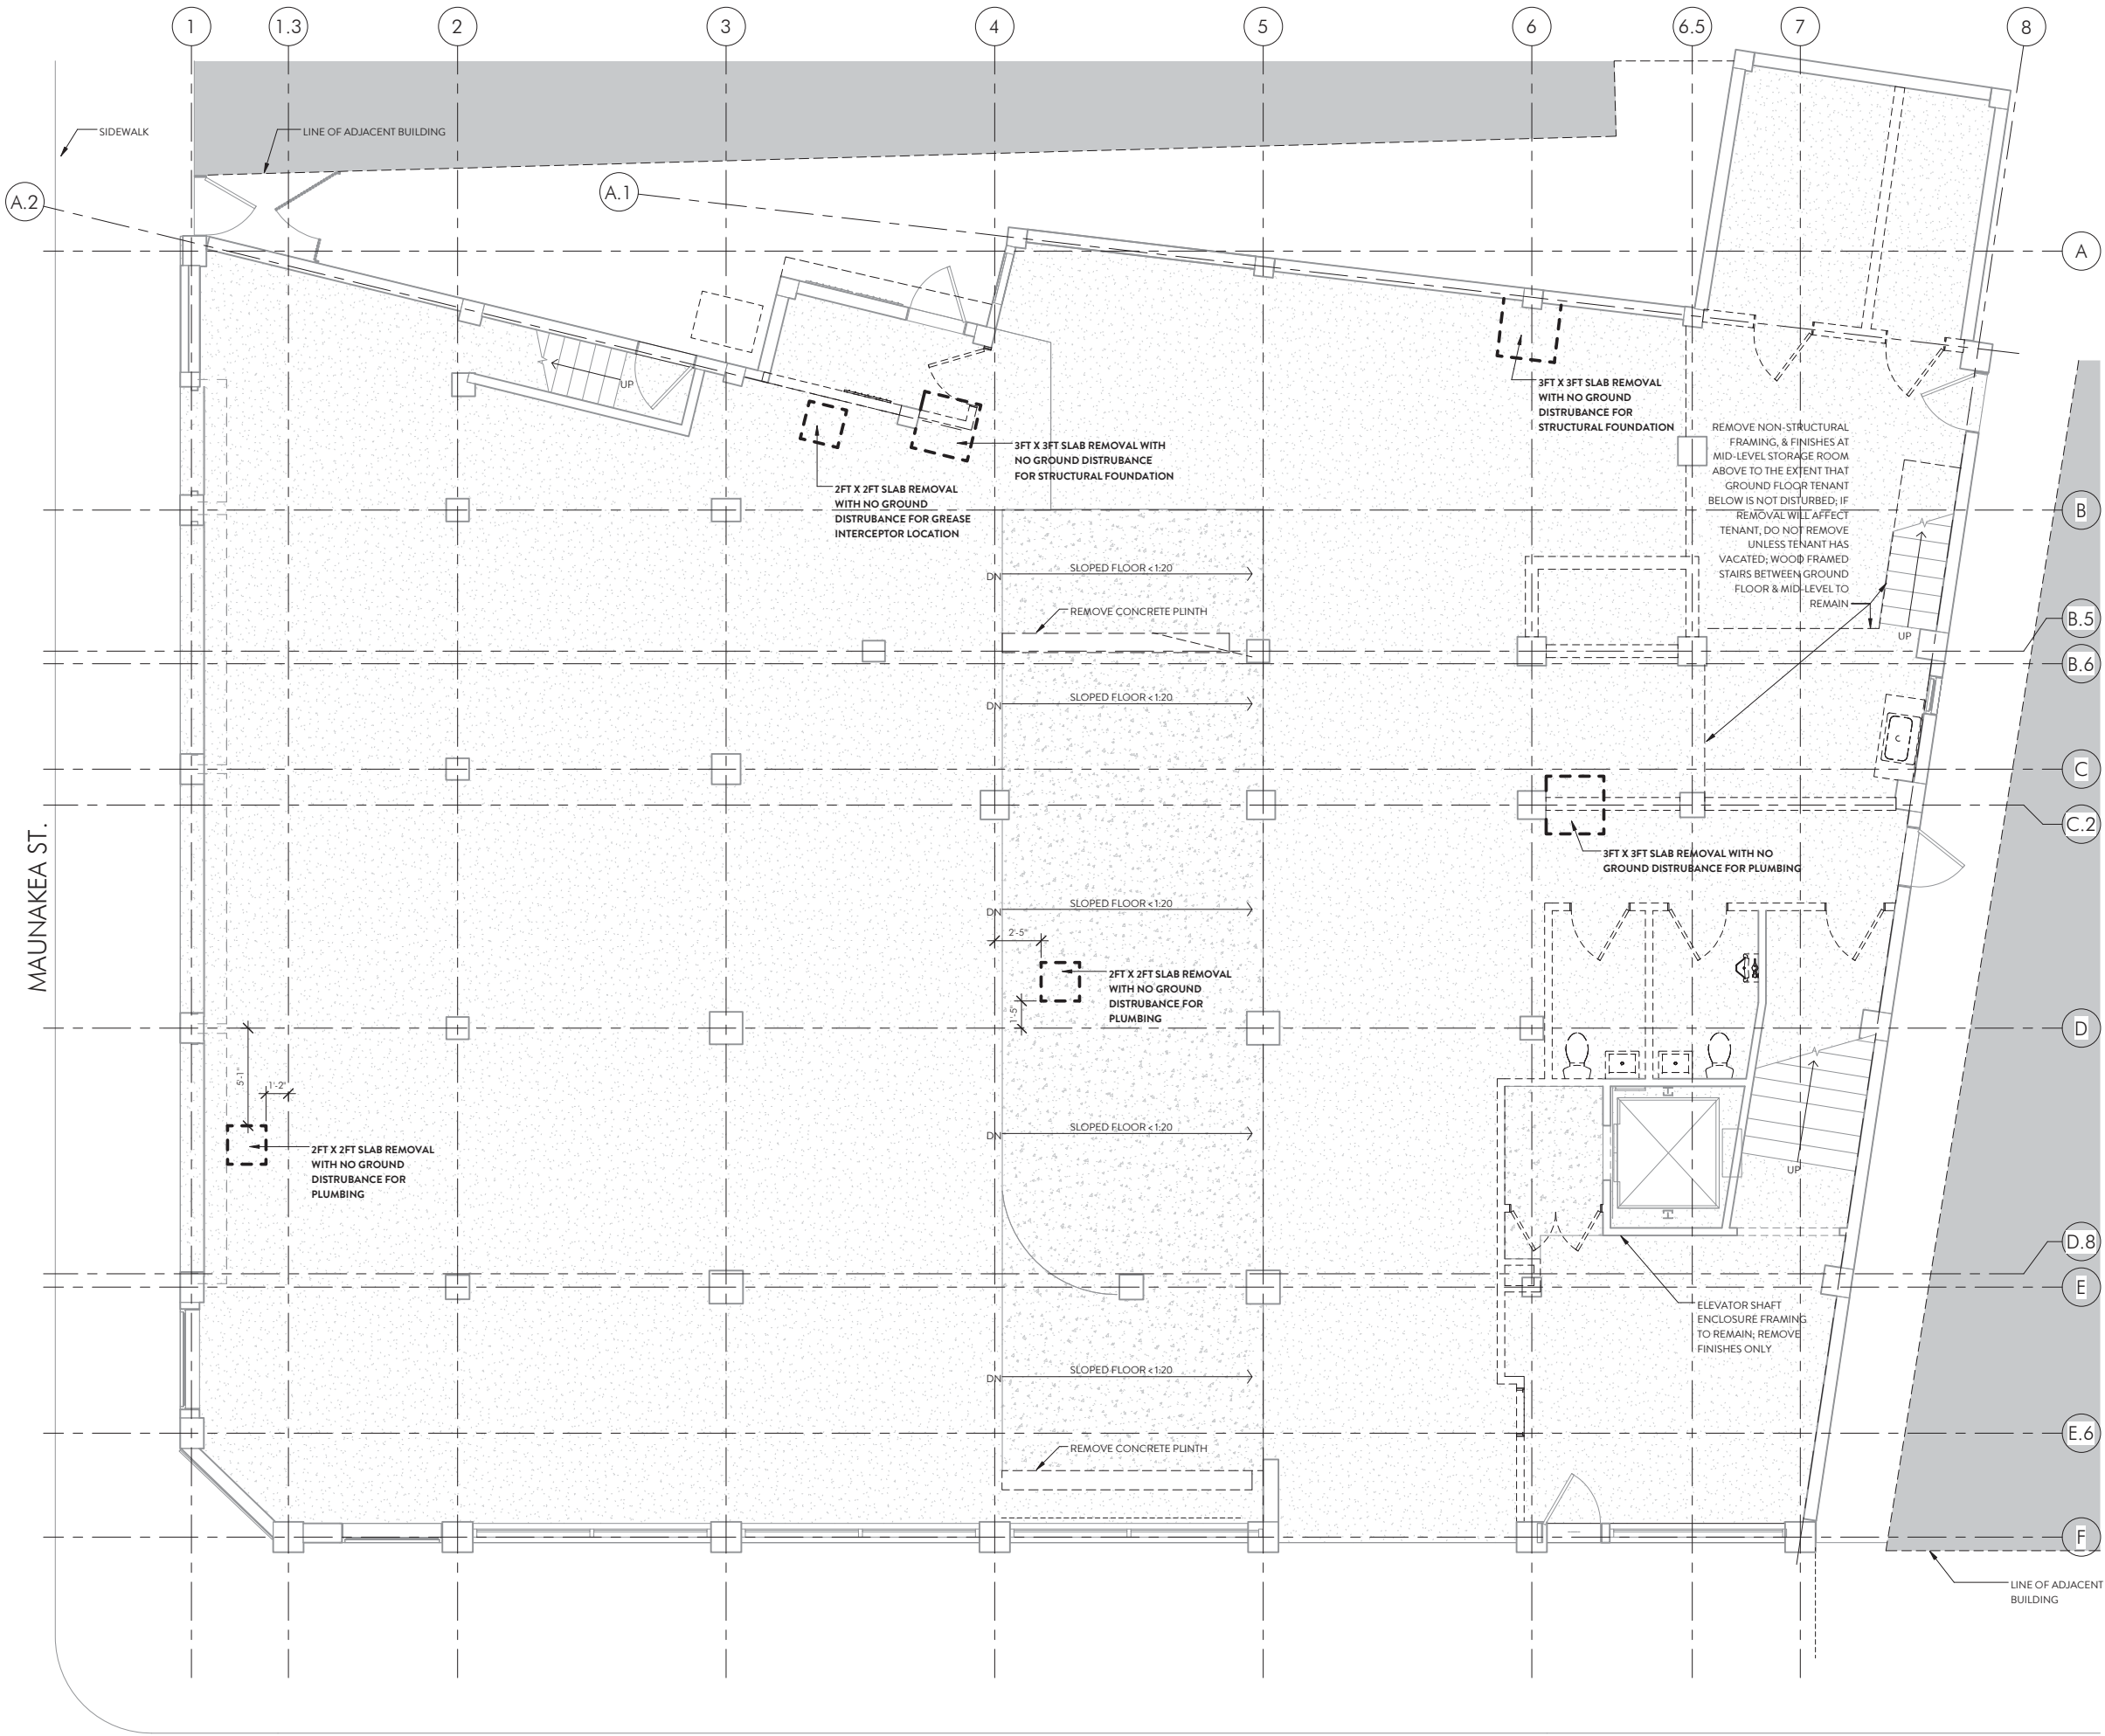 1
1.3
2
3
4
5
6
6.5
7
8
SIDEWALK
LINE OF ADJACENT BUILDING
A.2
A.1
A
UP
3FT X 3FT SLAB REMOVAL
WITH NO GROUND
DISTRUBANCE FOR
STRUCTURAL FOUNDATION
3FT X 3FT SLAB REMOVAL WITH
NO GROUND DISTRUBANCE
FOR STRUCTURAL FOUNDATION
2FT X 2FT SLAB REMOVAL
WITH NO GROUND
DISTRUBANCE FOR GREASE
INTERCEPTOR LOCATION
REMOVE NON-STRUCTURAL
FRAMING, & FINISHES AT
MID-LEVEL STORAGE ROOM
ABOVE TO THE EXTENT THAT
GROUND FLOOR TENANT
BELOW IS NOT DISTURBED; IF
REMOVAL WILL AFFECT
TENANT, DO NOT REMOVE
UNLESS TENANT HAS
VACATED; WOOD FRAMED
STAIRS BETWEEN GROUND
FLOOR & MID-LEVEL TO
REMAIN
B
DN
SLOPED FLOOR <1:20
REMOVE CONCRETE PLINTH
UP
B.5
B.6
DN
SLOPED FLOOR <1:20
C
C
C.2
MAUNAKEA ST.
3FT X 3FT SLAB REMOVAL WITH NO
GROUND DISTRUBANCE FOR PLUMBING
DN
SLOPED FLOOR <1:20
2'-5"
2FT X 2FT SLAB REMOVAL
WITH NO GROUND
DISTRUBANCE FOR
PLUMBING
1'-5"
D
5'-1"
1'-2"
2FT X 2FT SLAB REMOVAL
WITH NO GROUND
DISTRUBANCE FOR
PLUMBING
DN
SLOPED FLOOR <1:20
UP
D.8
E
ELEVATOR SHAFT
ENCLOSURE FRAMING
TO REMAIN; REMOVE
FINISHES ONLY
DN
SLOPED FLOOR <1:20
E.6
REMOVE CONCRETE PLINTH
F
LINE OF ADJACENT
BUILDING